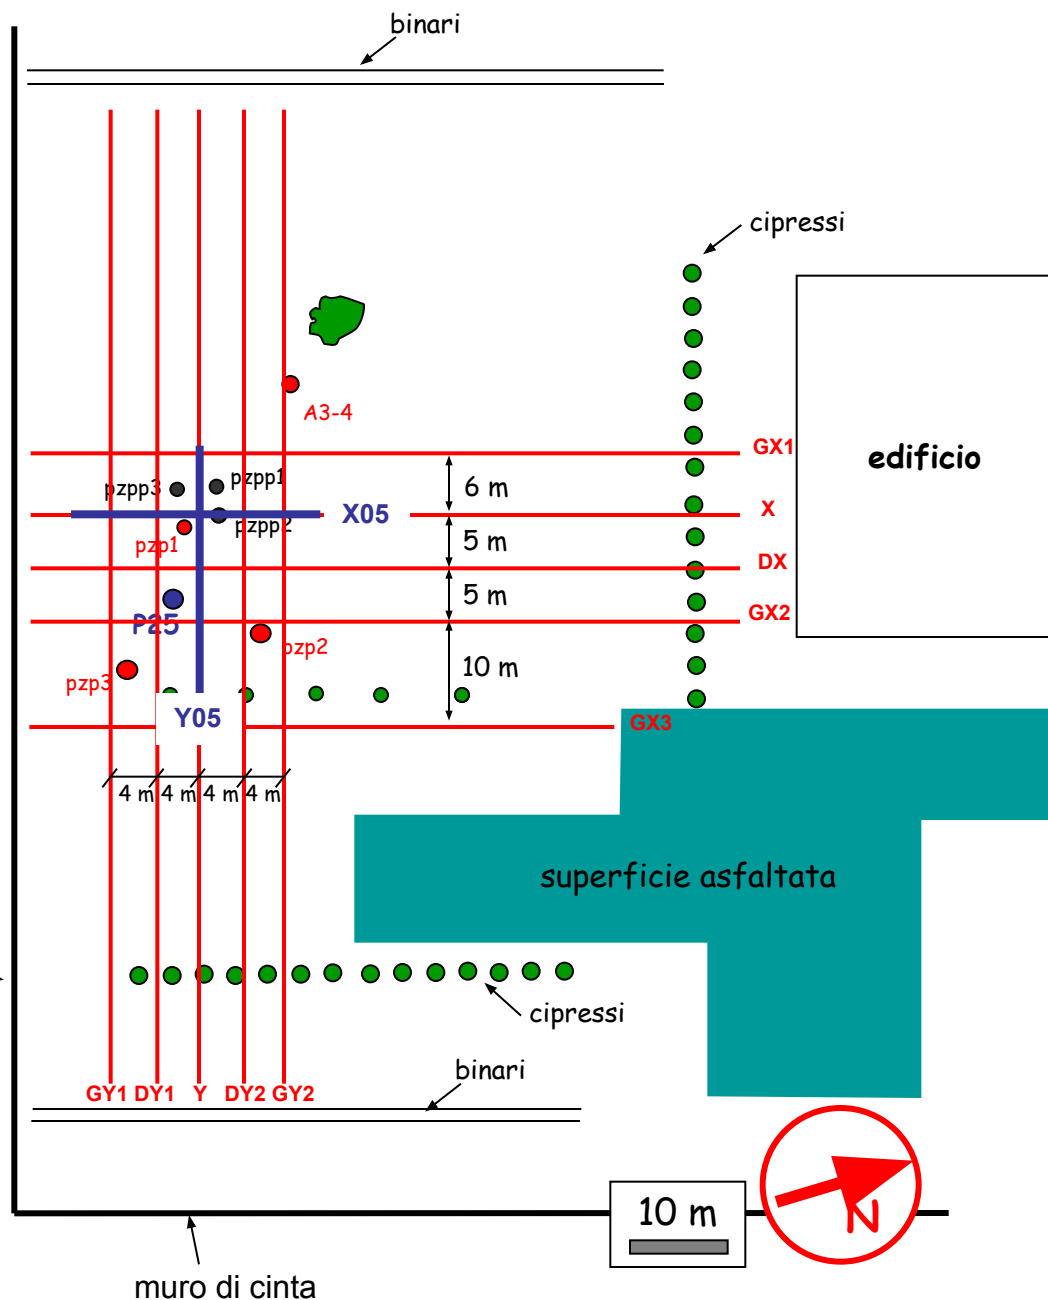 binari
cipressi
A3-4
GX1
edificio
pzpp3
pzpp1
6 m
X05
X
pzpp2
pzp1
5 m
DX
5 m
GX2
P25
pzp2
10 m
pzp3
Y05
GX3
4 m
4 m
4 m
4 m
superficie asfaltata
cipressi
binari
GY1 DY1 Y DY2 GY2
10 m
N
muro di cinta